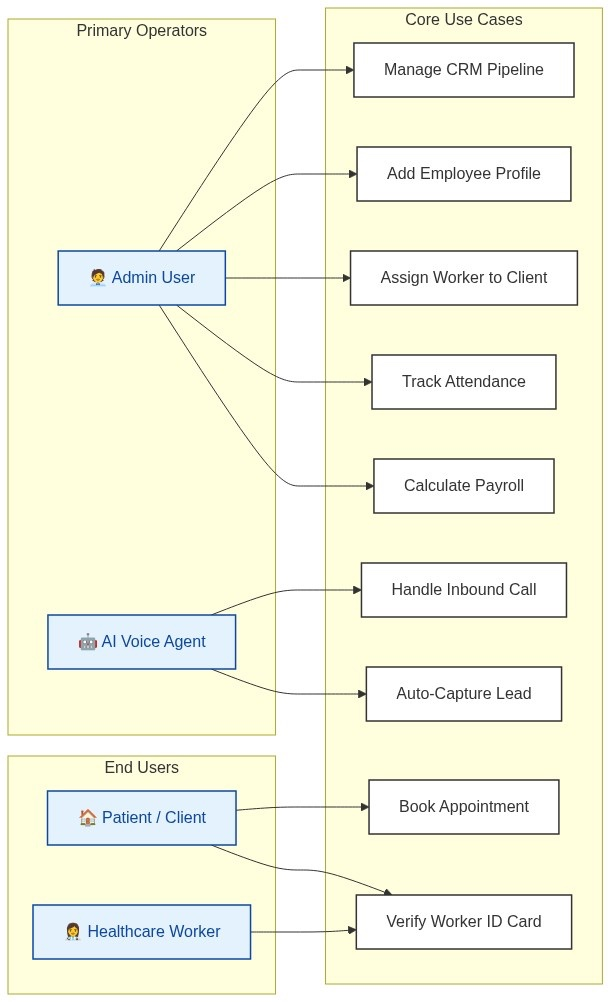 Primary Operators
🧑‍💼 Admin User
🤖 AI Voice Agent
End Users
🏠 Patient / Client
👩‍⚕️ Healthcare Worker
Core Use Cases
Manage CRM Pipeline
Add Employee Profile
Assign Worker to Client
Track Attendance
Calculate Payroll
Handle Inbound Call
Auto-Capture Lead
Book Appointment
Verify Worker ID Card